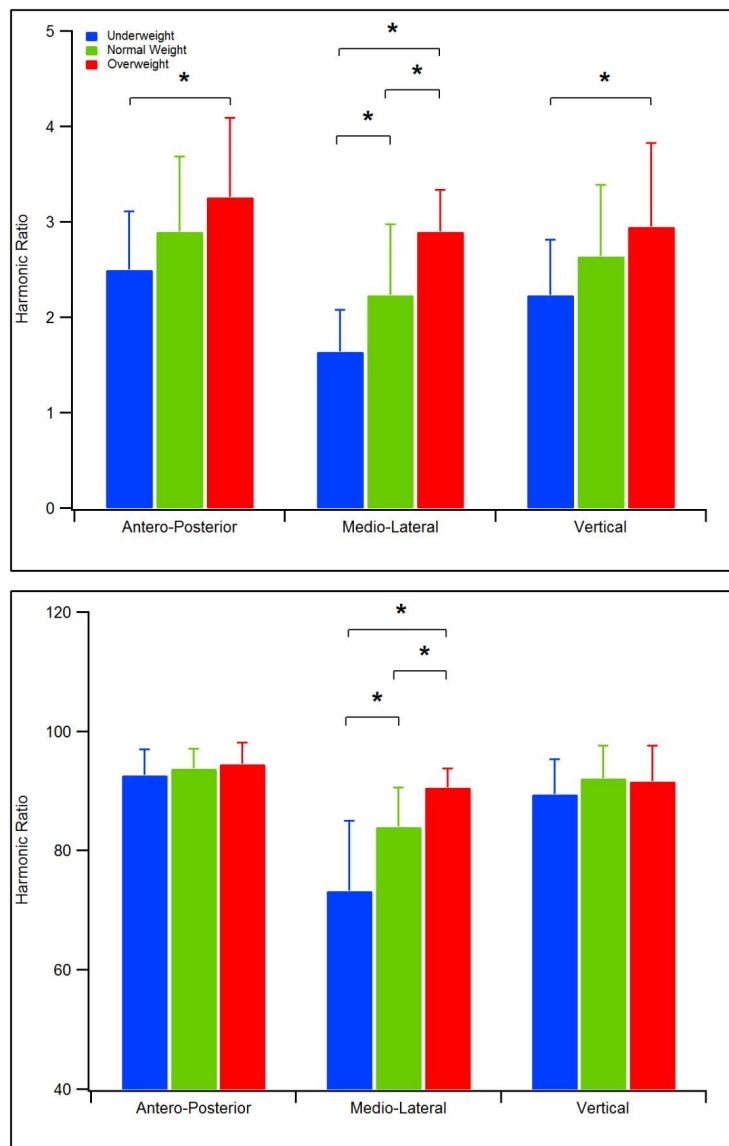 5
Underweight
Normal Weight
Overweight
*
*
*
*
*
4
3
2
1
0
Harmonic Ratio
Antero-Posterior Medio-Lateral Vertical
120
*
*
*
100
80
60
40
Harmonic Ratio
Antero-Posterior Medio-Lateral Vertical